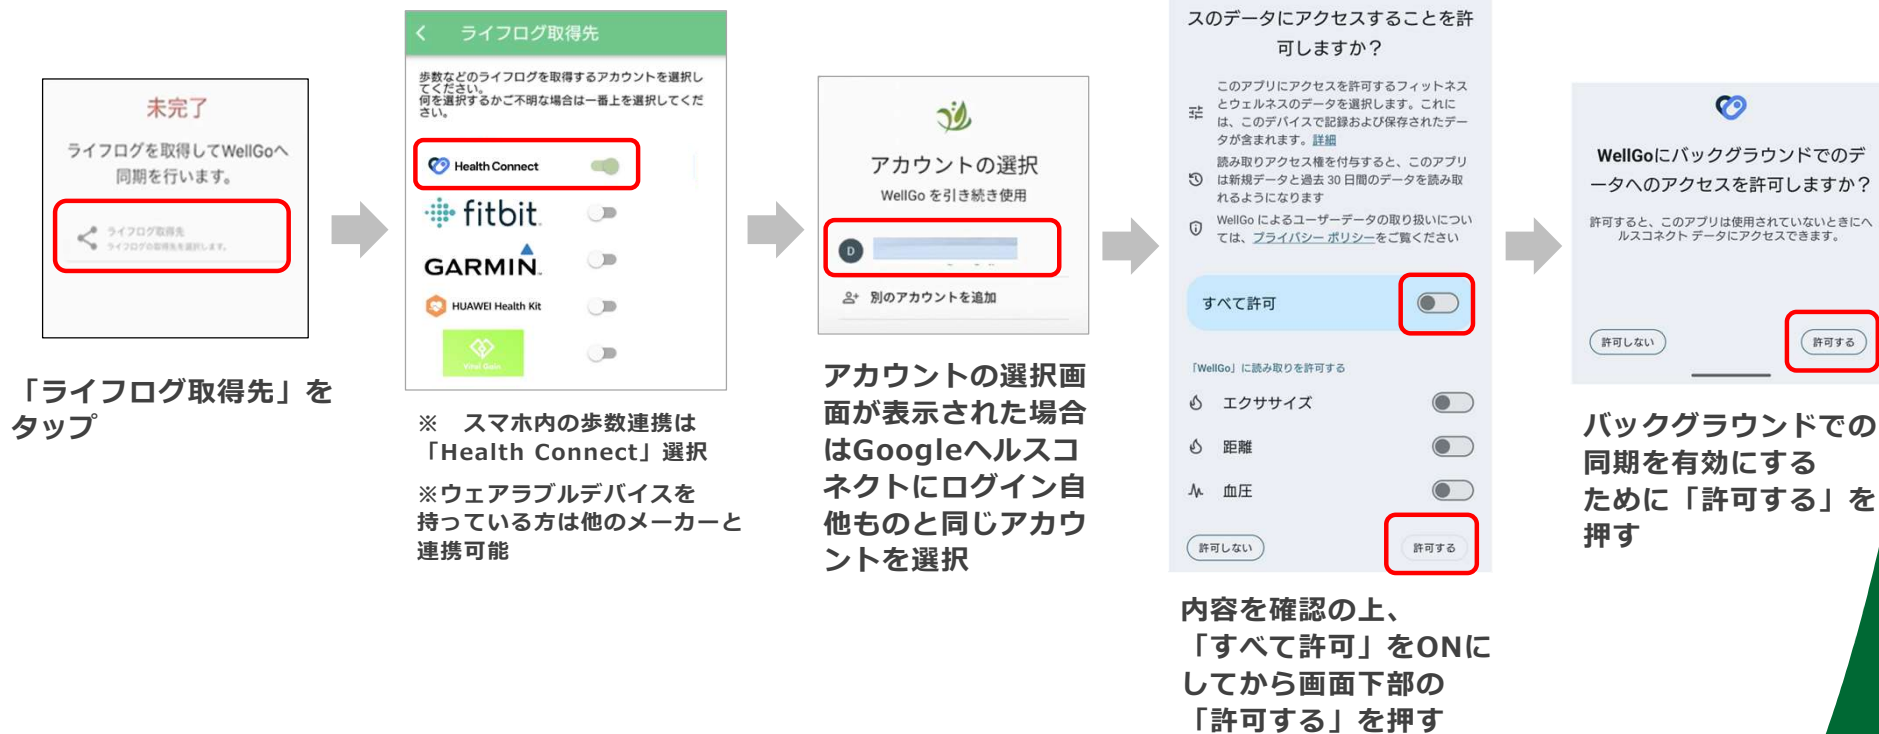 未完了
ライフログを取得してWellGoへ
同期を行います。
ライフログ取得先
ライフログの取得先を選択します。
「ライフログ取得先」を
タップ
ライフログ取得先
歩数などのライフログを取得するアカウントを選択し
てください。
何を選択するかご不明な場合は一番上を選択してくだ
さい。
Health Connect
fitbit.
GARMIN.
HUAWEI Health Kit
Vital Gain
※　スマホ内の歩数連携は
「Health Connect」選択
※ウェアラブルデバイスを
持っている方は他のメーカーと
連携可能
アカウントの選択
WellGo を引き続き使用
D
別のアカウントを追加
アカウントの選択画
面が表示された場合
はGoogleヘルスコ
ネクトにログイン自
他ものと同じアカウ
ントを選択
スのデータにアクセスすることを許
可しますか？
このアプリにアクセスを許可するフィットネス
とウェルネスのデータを選択します。これに
は、このデバイスで記録および保存されたデー
タが含まれます。詳細
読み取りアクセス権を付与すると、このアプリ
は新規データと過去 30 日間のデータを読み取
れるようになります
WellGo によるユーザーデータの取り扱いについ
ては、プライバシー ポリシーをご覧ください
すべて許可
「WellGo」に読み取りを許可する
エクササイズ
距離
血圧
許可しない
許可する
内容を確認の上、
「すべて許可」をONに
してから画面下部の
「許可する」を押す
WellGoにバックグラウンドでのデ
ータへのアクセスを許可しますか？
許可すると、このアプリは使用されていないときにヘ
ルスコネクト データにアクセスできます。
許可しない
許可する
バックグラウンドでの
同期を有効にする
ために「許可する」を
押す